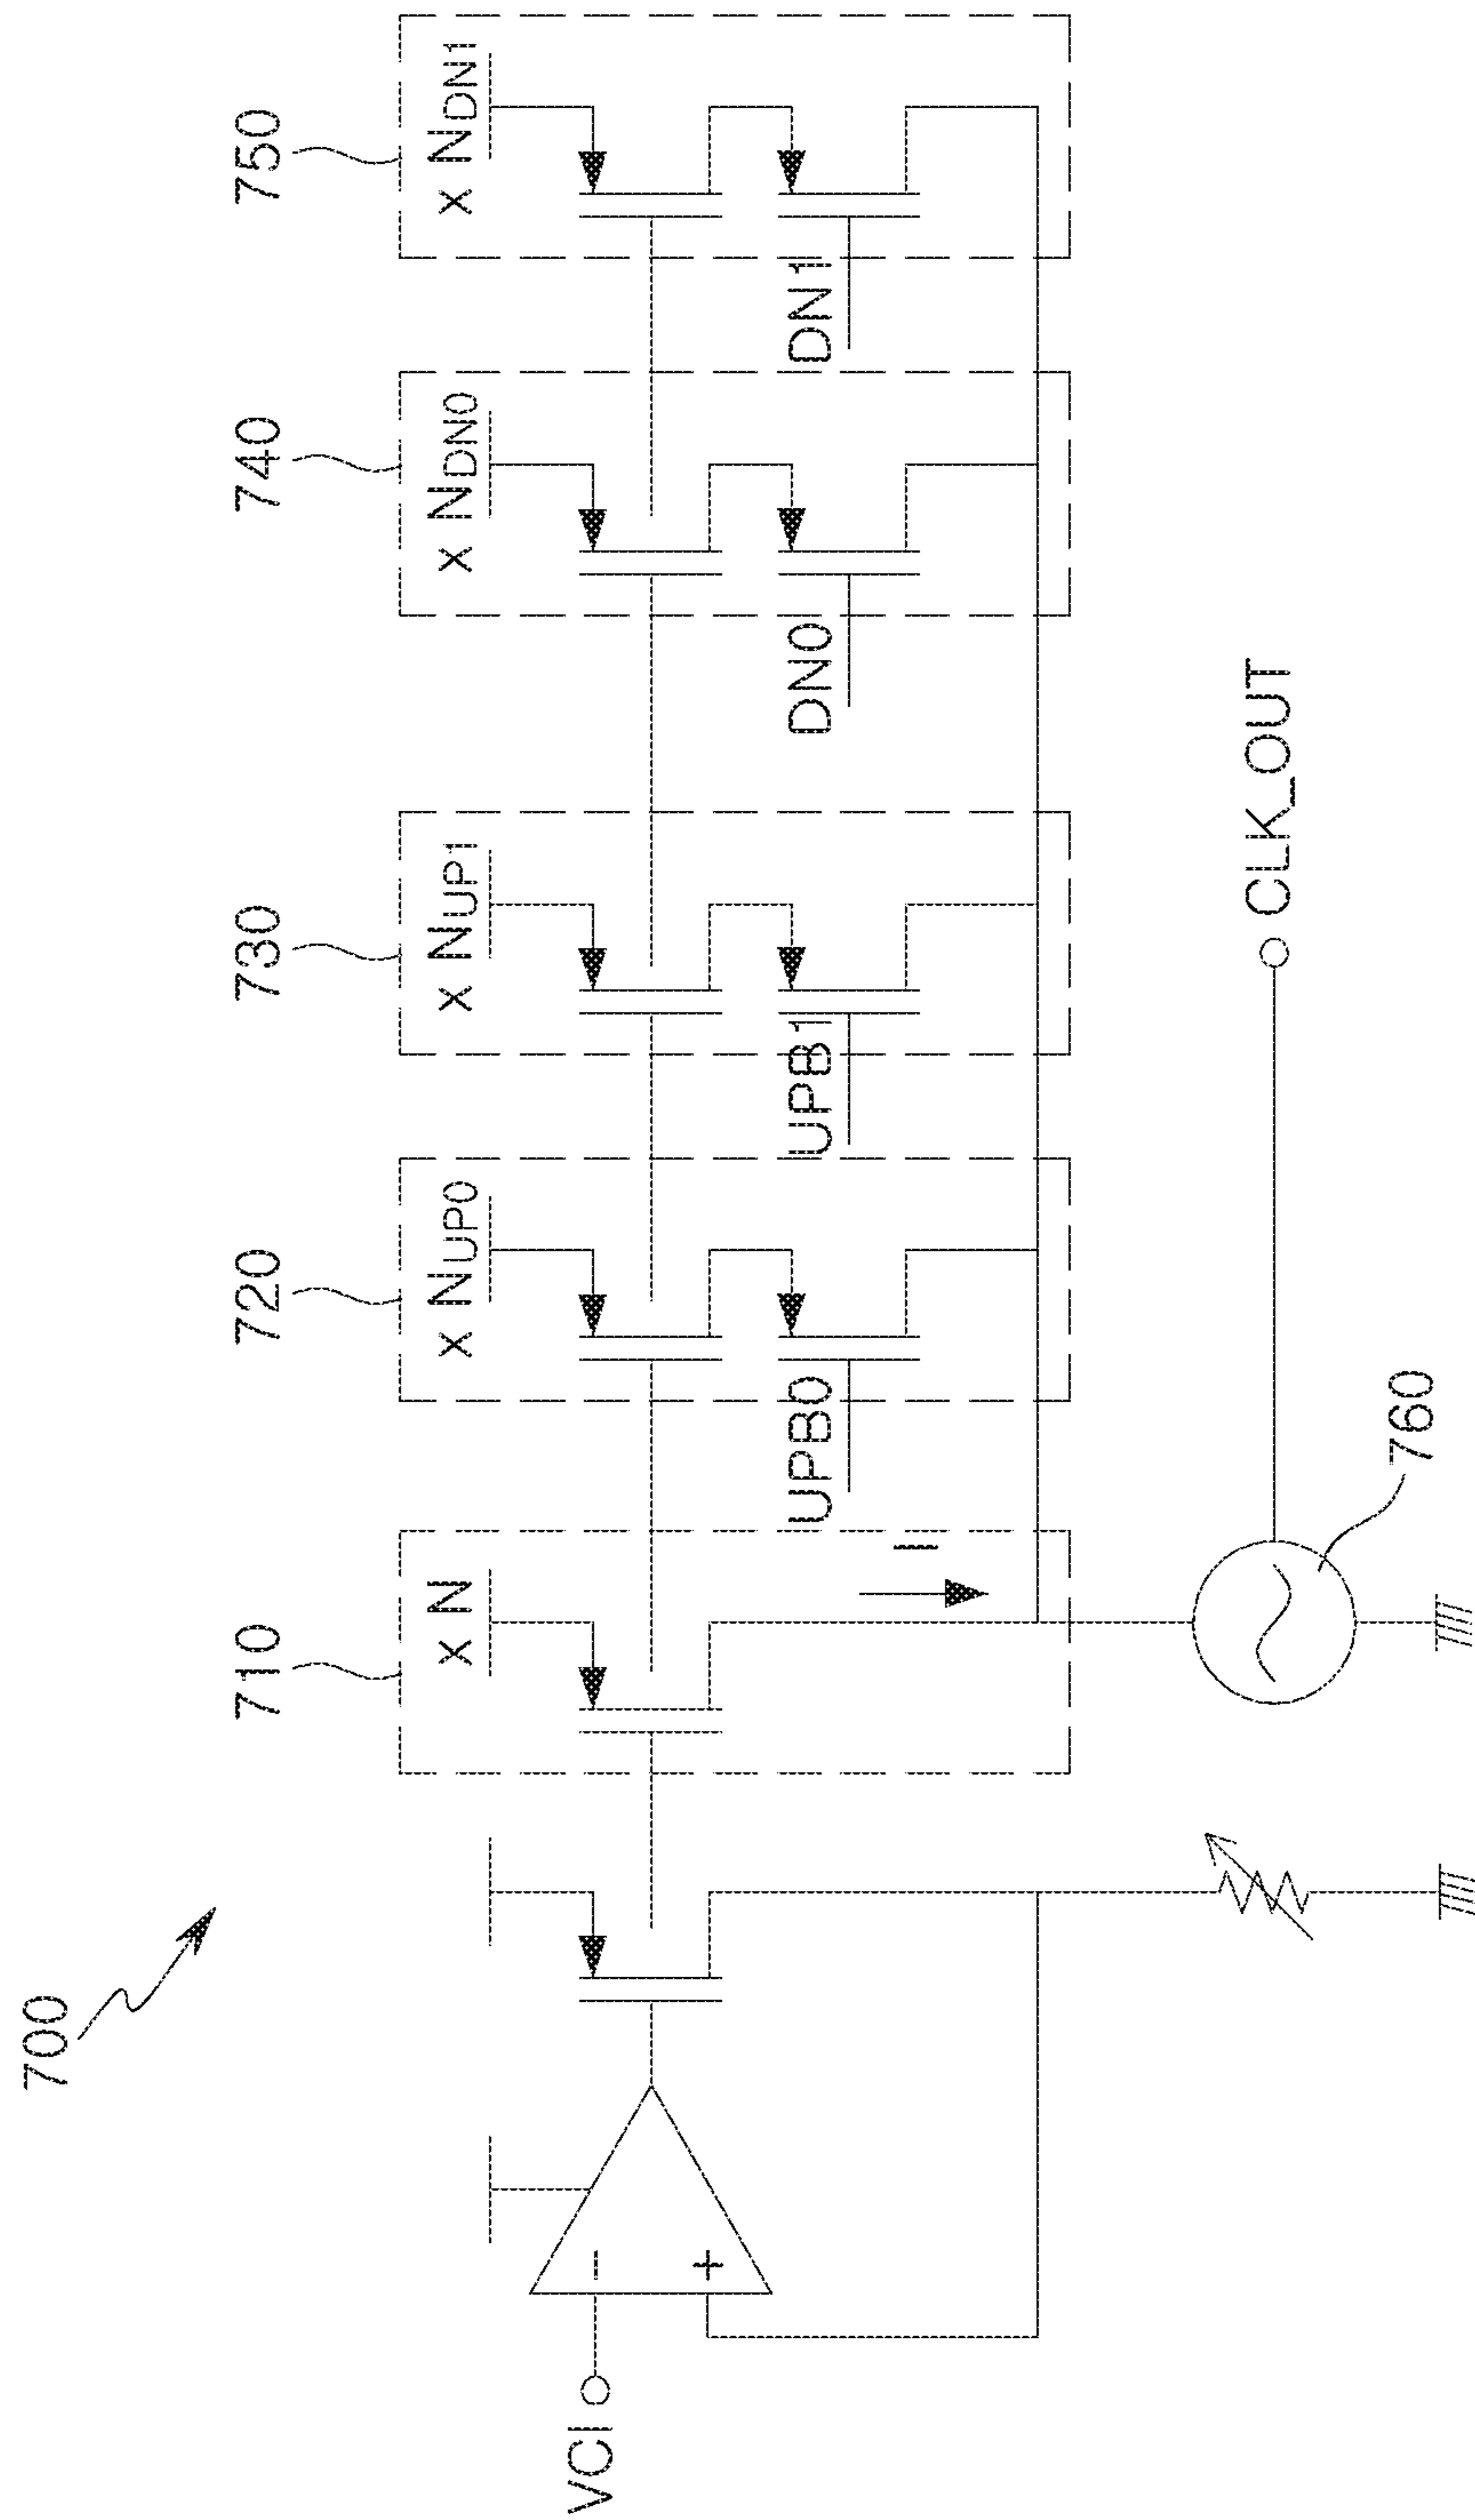 700
710
720
730
740
750
x N
x NUP0
x NUP1
x NDN0
x NDN1
VCI
−
+
I
UPB0
UPB1
DN0
DN1
760
CLK_OUT